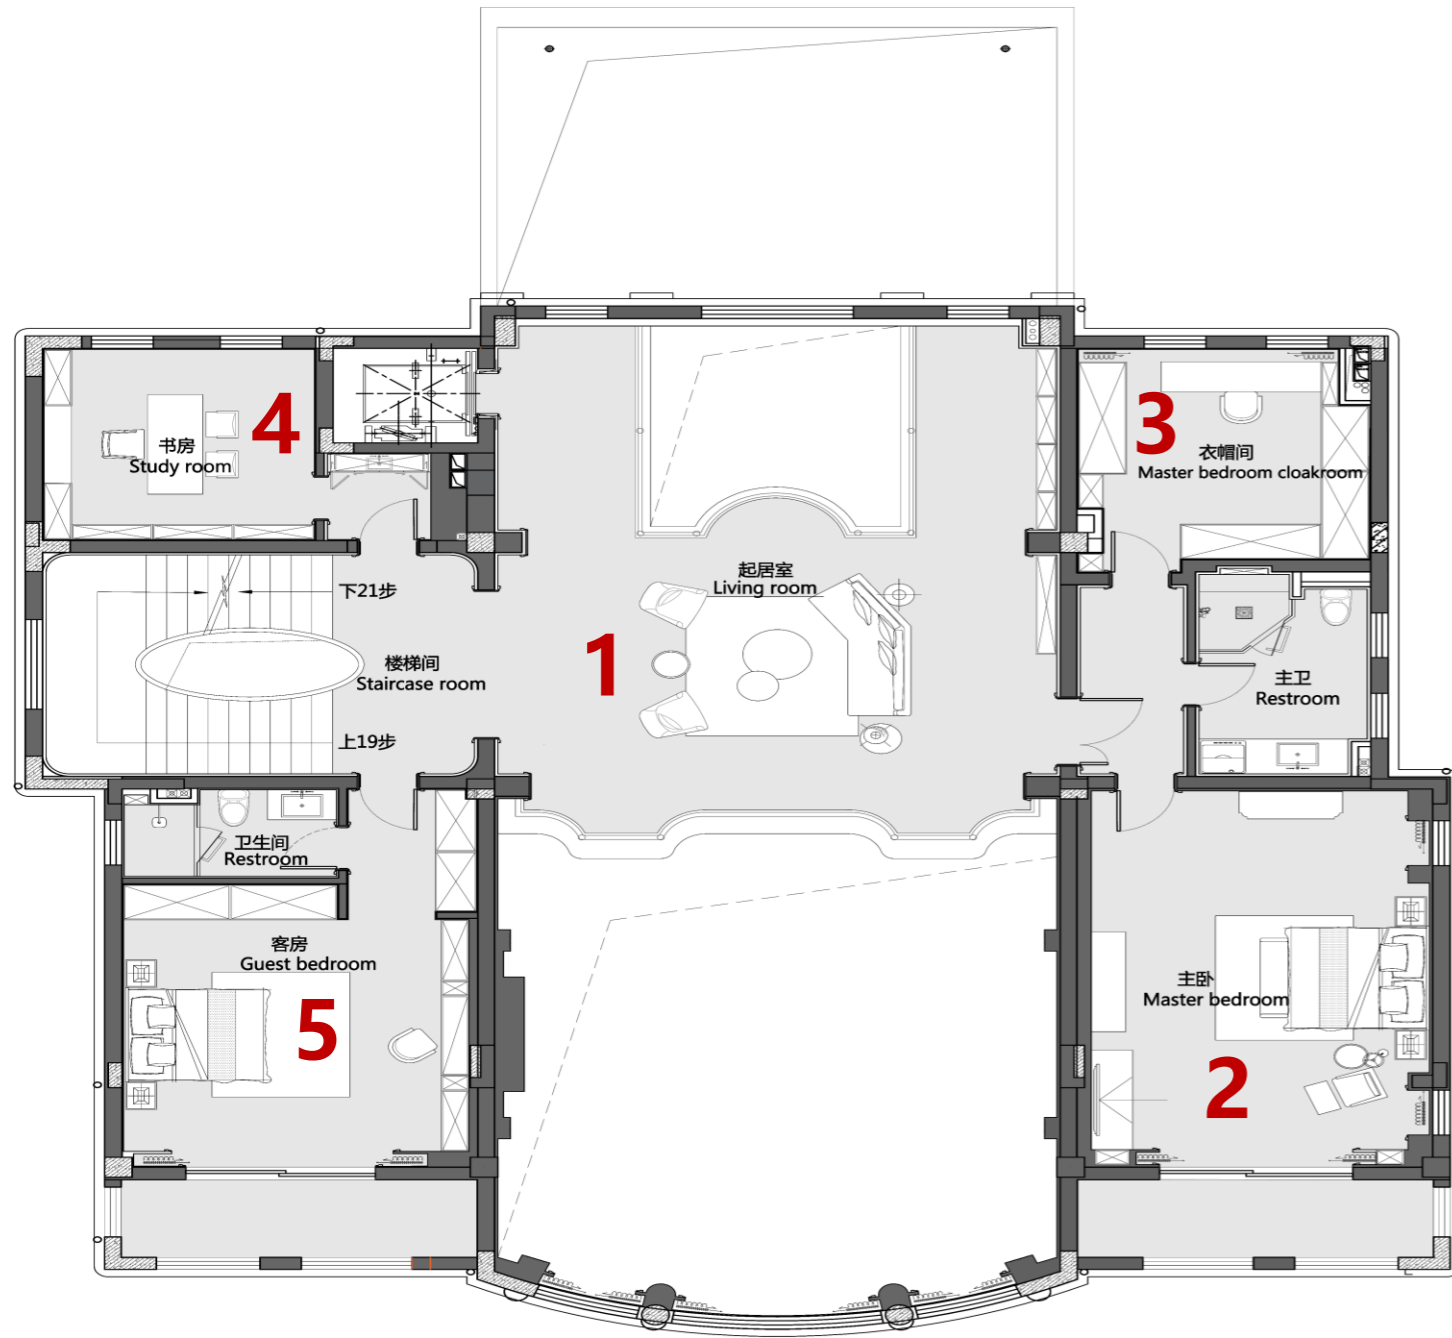 4
书房
Study room
3
衣帽间
Master bedroom cloakroom
起居室
Living room
1
下21步
楼梯间
Staircase room
上19步
主卫
Restroom
卫生间
Restroom
客房
Guest bedroom
5
主卧
Master bedroom
2